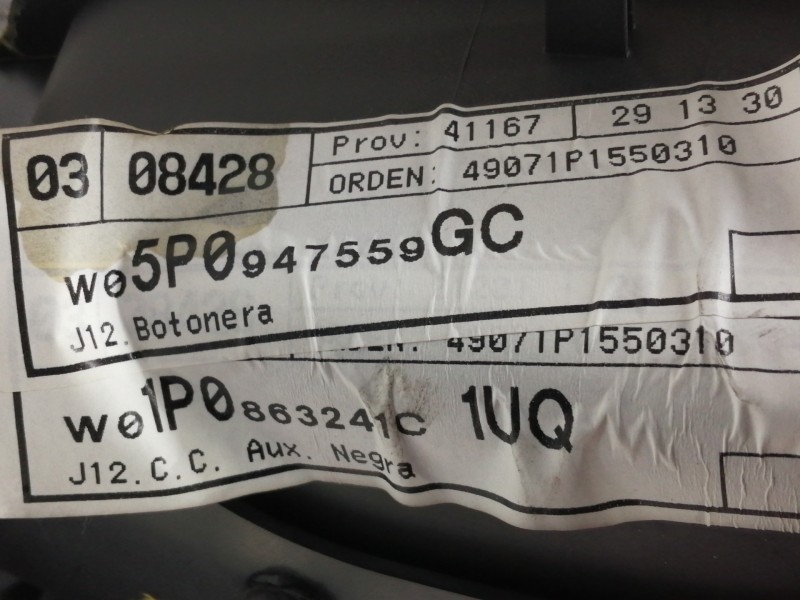 03 08428 Prov: 41167 29 13 30
ORDEN: 49071P1550310
W05P0947559GC
J12.Botonera
49071P1550310
W01P0863241C 1UQ
J12.C.C. Aux. Negra